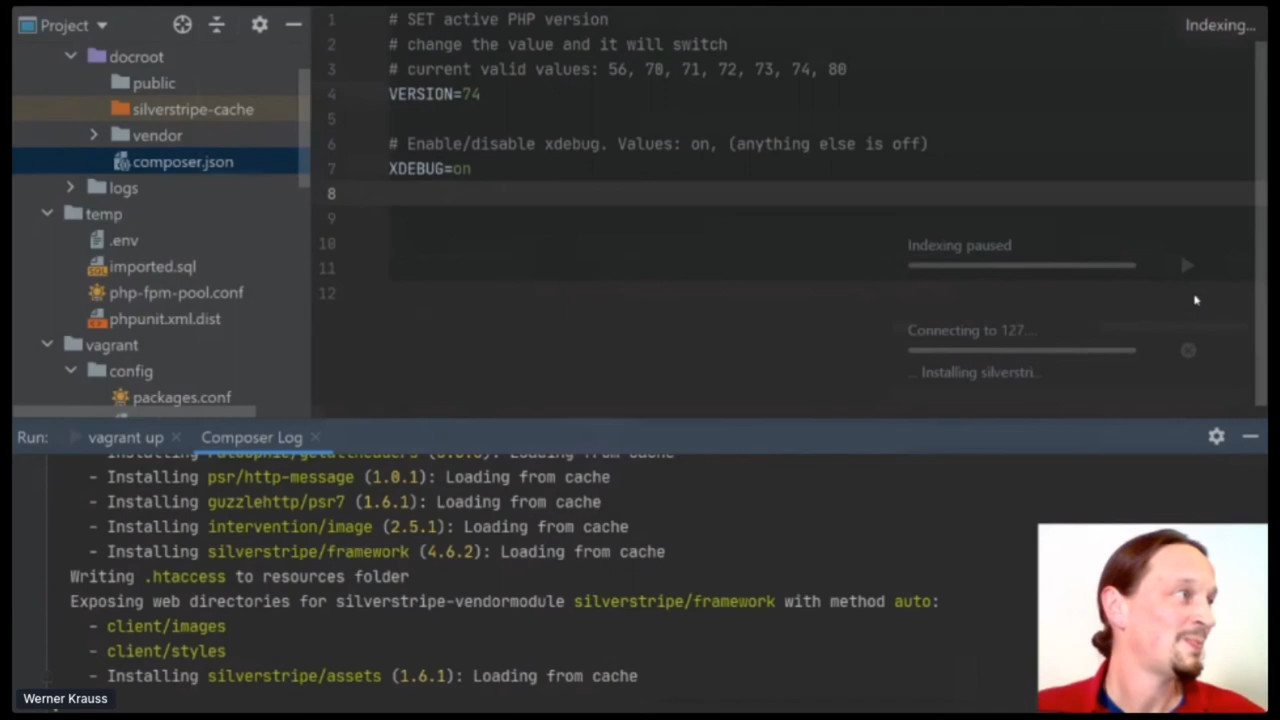 Project
docroot
public
silverstripe-cache
vendor
composer.json
logs
temp
.env
imported.sql
php-fpm-pool.conf
phpunit.xml.dist
vagrant
config
packages.conf
1 # SET active PHP version
2 # change the value and it will switch
3 # current valid values: 56, 70, 71, 72, 73, 74, 80
4 VERSION=74
5
6 # Enable/disable xdebug. Values: on, (anything else is off)
7 XDEBUG=on
8
9
10
11
12
Indexing...
Indexing paused
Connecting to 127....
... Installing silverstri...
Run: vagrant up Composer Log
- Installing psr/http-message (1.0.1): Loading from cache
- Installing guzzlehttp/psr7 (1.6.1): Loading from cache
- Installing intervention/image (2.5.1): Loading from cache
- Installing silverstripe/framework (4.6.2): Loading from cache
Writing .htaccess to resources folder
Exposing web directories for silverstripe-vendormodule silverstripe/framework with method auto:
- client/images
- client/styles
- Installing silverstripe/assets (1.6.1): Loading from cache
Werner Krauss